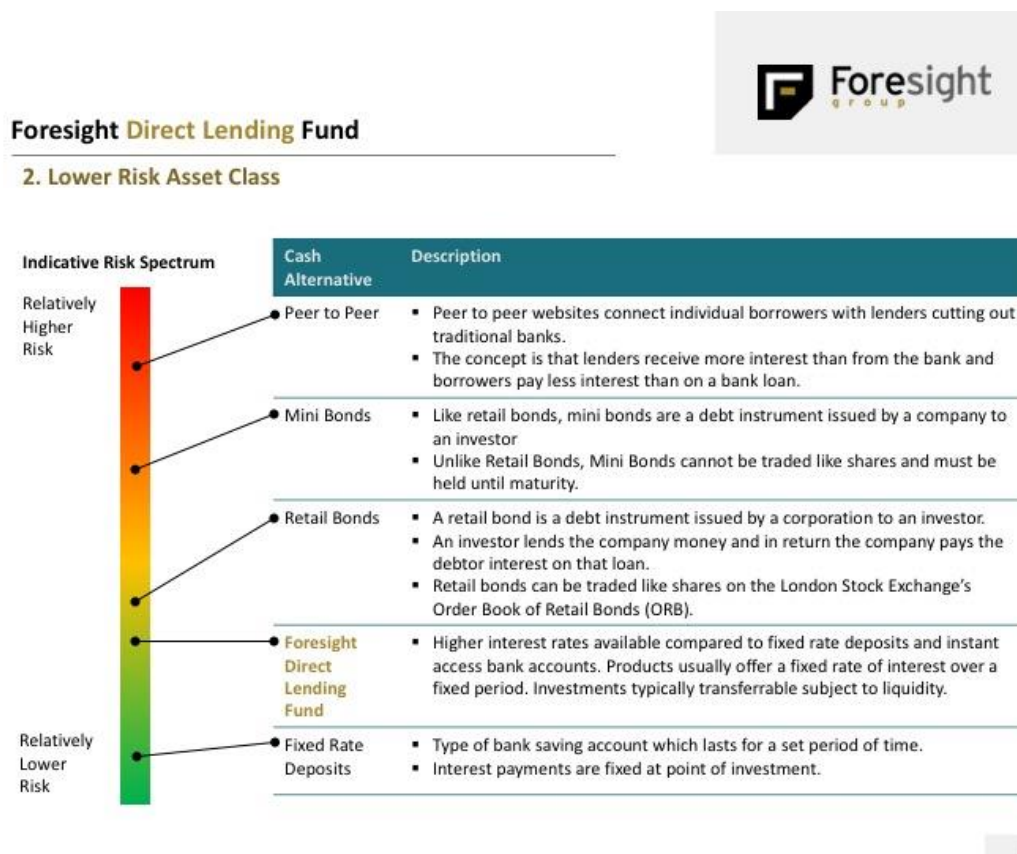 Foresight
group
Foresight Direct Lending Fund
2. Lower Risk Asset Class
Indicative Risk Spectrum
Relatively
Higher
Risk
Relatively
Lower
Risk
Cash
Alternative
Description
Peer to Peer
▪ Peer to peer websites connect individual borrowers with lenders cutting out
traditional banks.
▪ The concept is that lenders receive more interest than from the bank and
borrowers pay less interest than on a bank loan.
Mini Bonds
▪ Like retail bonds, mini bonds are a debt instrument issued by a company to
an investor
▪ Unlike Retail Bonds, Mini Bonds cannot be traded like shares and must be
held until maturity.
Retail Bonds
▪ A retail bond is a debt instrument issued by a corporation to an investor.
▪ An investor lends the company money and in return the company pays the
debtor interest on that loan.
▪ Retail bonds can be traded like shares on the London Stock Exchange's
Order Book of Retail Bonds (ORB).
Foresight
Direct
Lending
Fund
▪ Higher interest rates available compared to fixed rate deposits and instant
access bank accounts. Products usually offer a fixed rate of interest over a
fixed period. Investments typically transferrable subject to liquidity.
Fixed Rate
Deposits
▪ Type of bank saving account which lasts for a set period of time.
▪ Interest payments are fixed at point of investment.